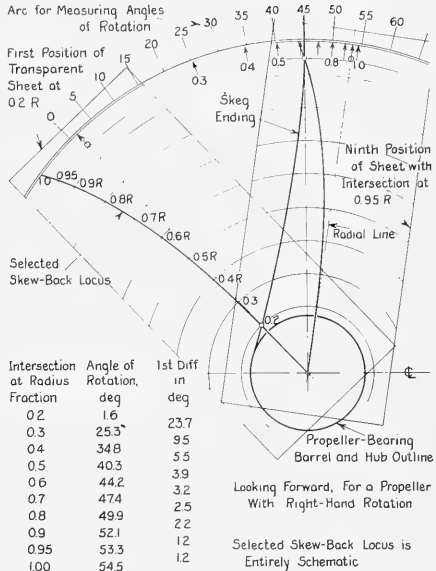 Arc for Measuring Angles
of Rotation
First Position of
Transparent
Sheet at
0.2 R
0
5
10
15
20
25
30
35
40
45
50
55
60
a
0.3
0.4
0.5
0.8
1.0
Skeg
Ending
Ninth Position
of Sheet with
Intersection at
0.95 R
Radial Line
1.0
0.95
0.9R
0.8R
0.7R
0.6R
0.5R
0.4R
0.3
0.2
Selected
Skew-Back Locus
℄
Intersection Angle of 1st Diff
at Radius Rotation, in
Fraction deg deg
0.2 1.6
23.7
0.3 25.3
9.5
0.4 34.8
5.5
0.5 40.3
3.9
0.6 44.2
3.2
0.7 47.4
2.5
0.8 49.9
2.2
0.9 52.1
1.2
0.95 53.3
1.2
1.00 54.5
Propeller-Bearing
Barrel and Hub Outline
Looking Forward, For a Propeller
With Right-Hand Rotation
Selected Skew-Back Locus is
Entirely Schematic